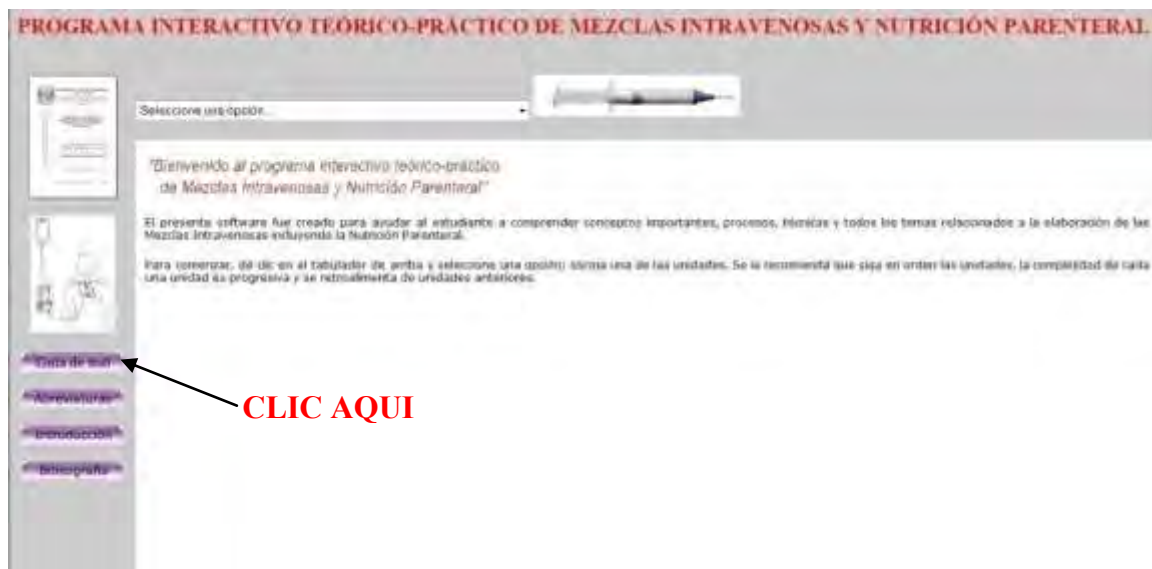 PROGRAMA INTERACTIVO TEÓRICO-PRÁCTICO DE MEZCLAS INTRAVENOSAS Y NUTRICIÓN PARENTERAL
Seleccione una opción...
"Bienvenido al programa interactivo teórico-práctico
de Mezclas Intravenosas y Nutrición Parenteral"
El presente software fue creado para ayudar al estudiante a comprender conceptos importantes, procesos, técnicas y todos los temas relacionados a la elaboración de las
Mezclas Intravenosas incluyendo la Nutrición Parenteral.
Para comenzar, dé clic en el tabulador de arriba y seleccione una opción; elija una de las unidades. Se le recomienda que siga en orden las unidades, la complejidad de cada
una unidad es progresiva y se retroalimenta de unidades anteriores.
Guía de uso
Abreviaturas
Introducción
Bibliografía
CLIC AQUI